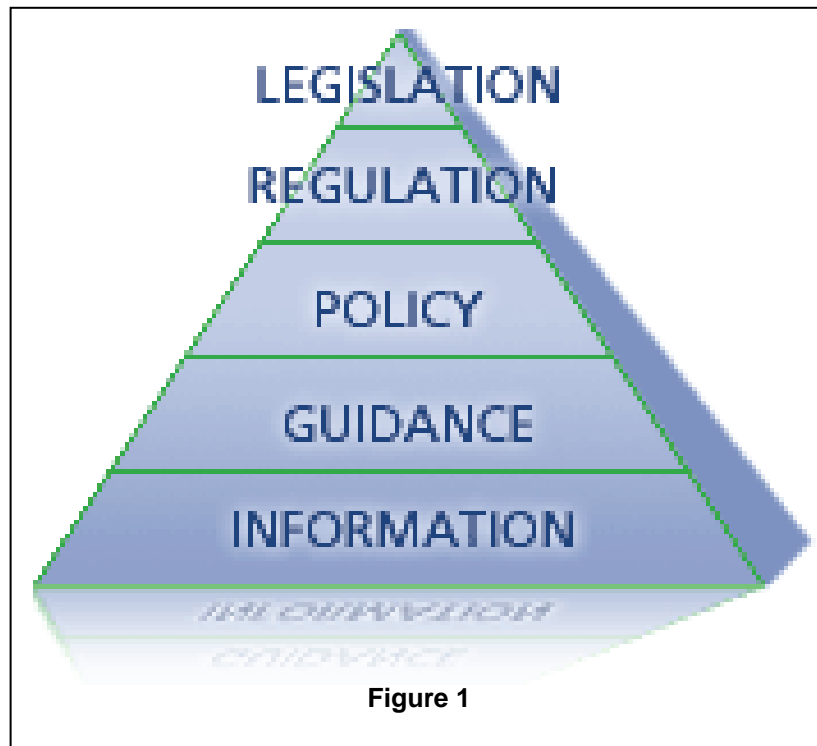 LEGISLATION
REGULATION
POLICY
GUIDANCE
INFORMATION
Figure 1